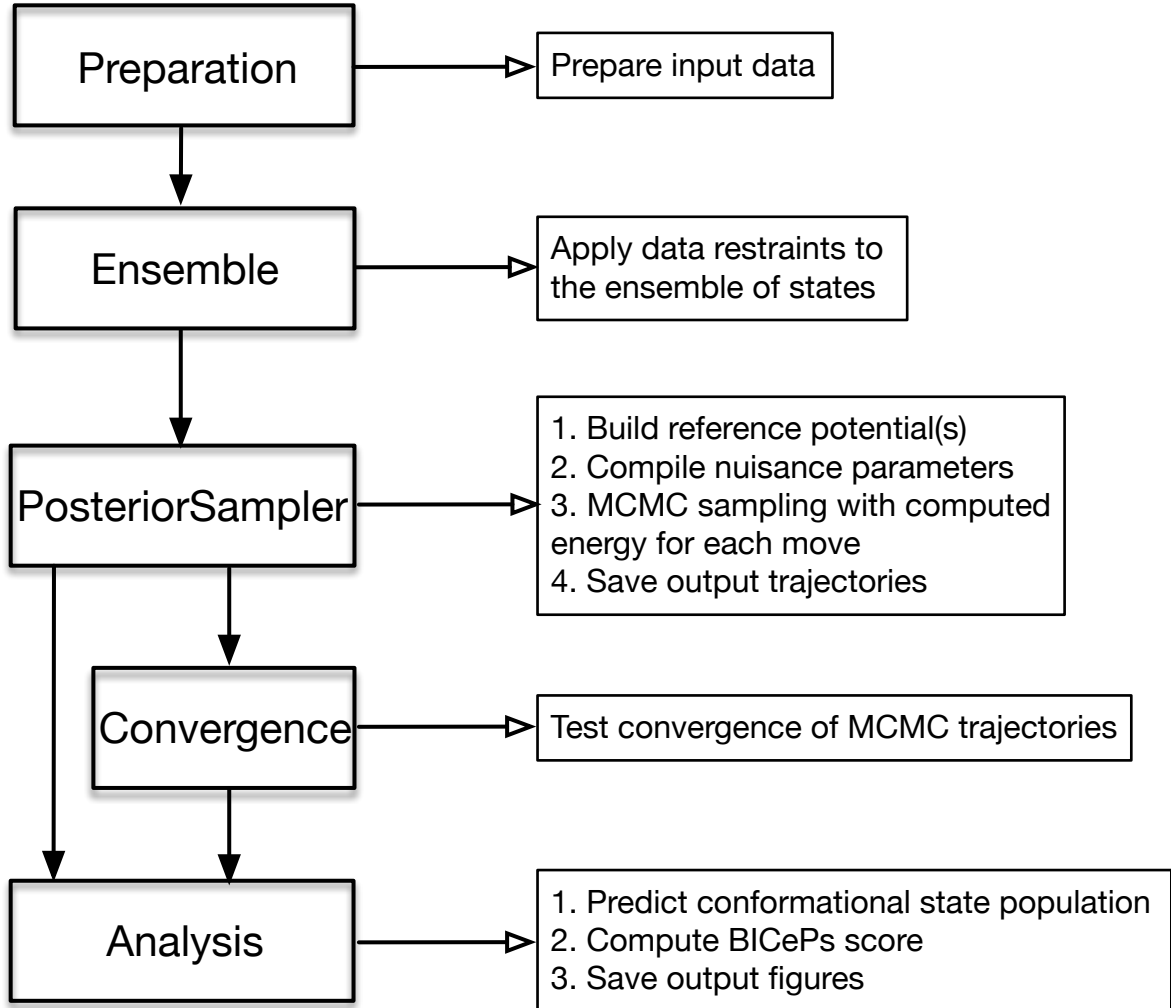 Preparation
Prepare input data
Ensemble
Apply data restraints to
the ensemble of states
PosteriorSampler
1. Build reference potential(s)
2. Compile nuisance parameters
3. MCMC sampling with computed
energy for each move
4. Save output trajectories
Convergence
Test convergence of MCMC trajectories
Analysis
1. Predict conformational state population
2. Compute BICePs score
3. Save output figures